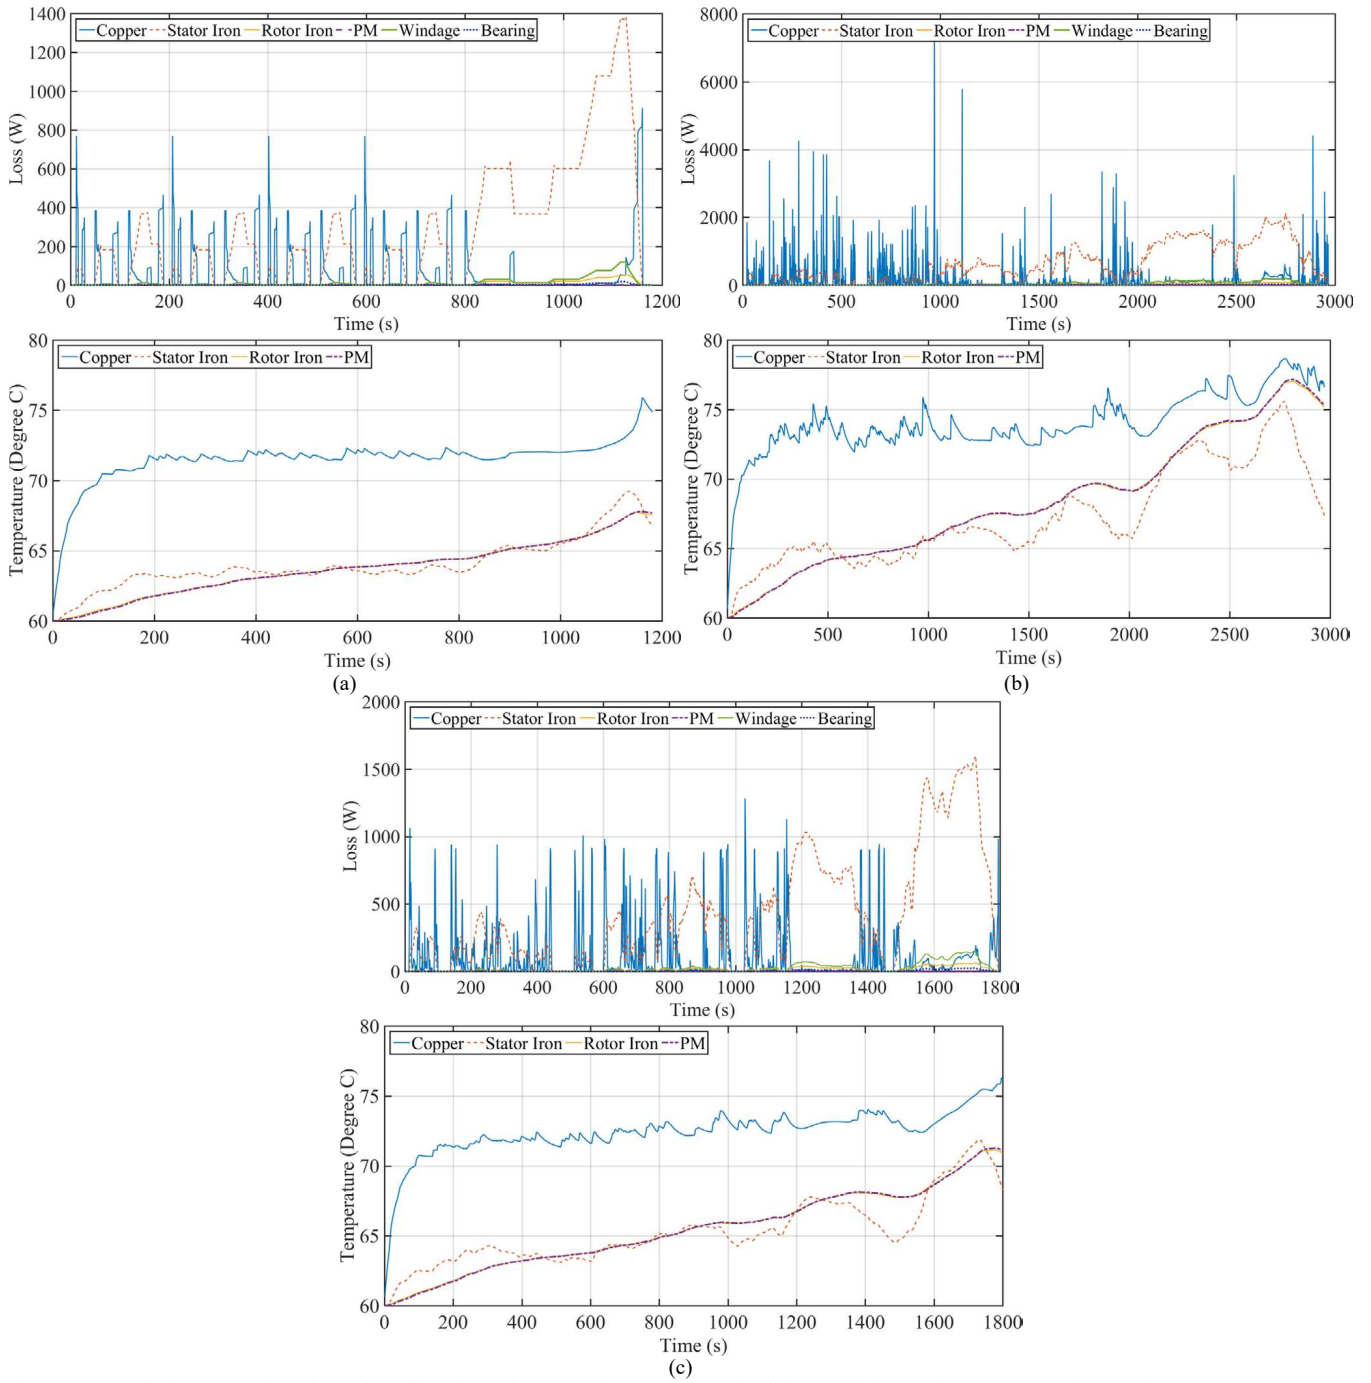 1400
1200
1000
800
600
400
200
0
Loss (W)
Copper Stator Iron Rotor Iron PM Windage Bearing
0 200 400 600 800 1000 1200
Time (s)
8000
6000
4000
2000
0
Loss (W)
Copper Stator Iron Rotor Iron PM Windage Bearing
0 500 1000 1500 2000 2500 3000
Time (s)
80
75
70
65
60
Temperature (Degree C)
Copper Stator Iron Rotor Iron PM
0 200 400 600 800 1000 1200
Time (s)
(a)
80
75
70
65
60
Temperature (Degree C)
Copper Stator Iron Rotor Iron PM
0 500 1000 1500 2000 2500 3000
Time (s)
(b)
2000
1500
1000
500
0
Loss (W)
Copper Stator Iron Rotor Iron PM Windage Bearing
0 200 400 600 800 1000 1200 1400 1600 1800
Time (s)
80
75
70
65
60
Temperature (Degree C)
Copper Stator Iron Rotor Iron PM
0 200 400 600 800 1000 1200 1400 1600 1800
Time (s)
(c)